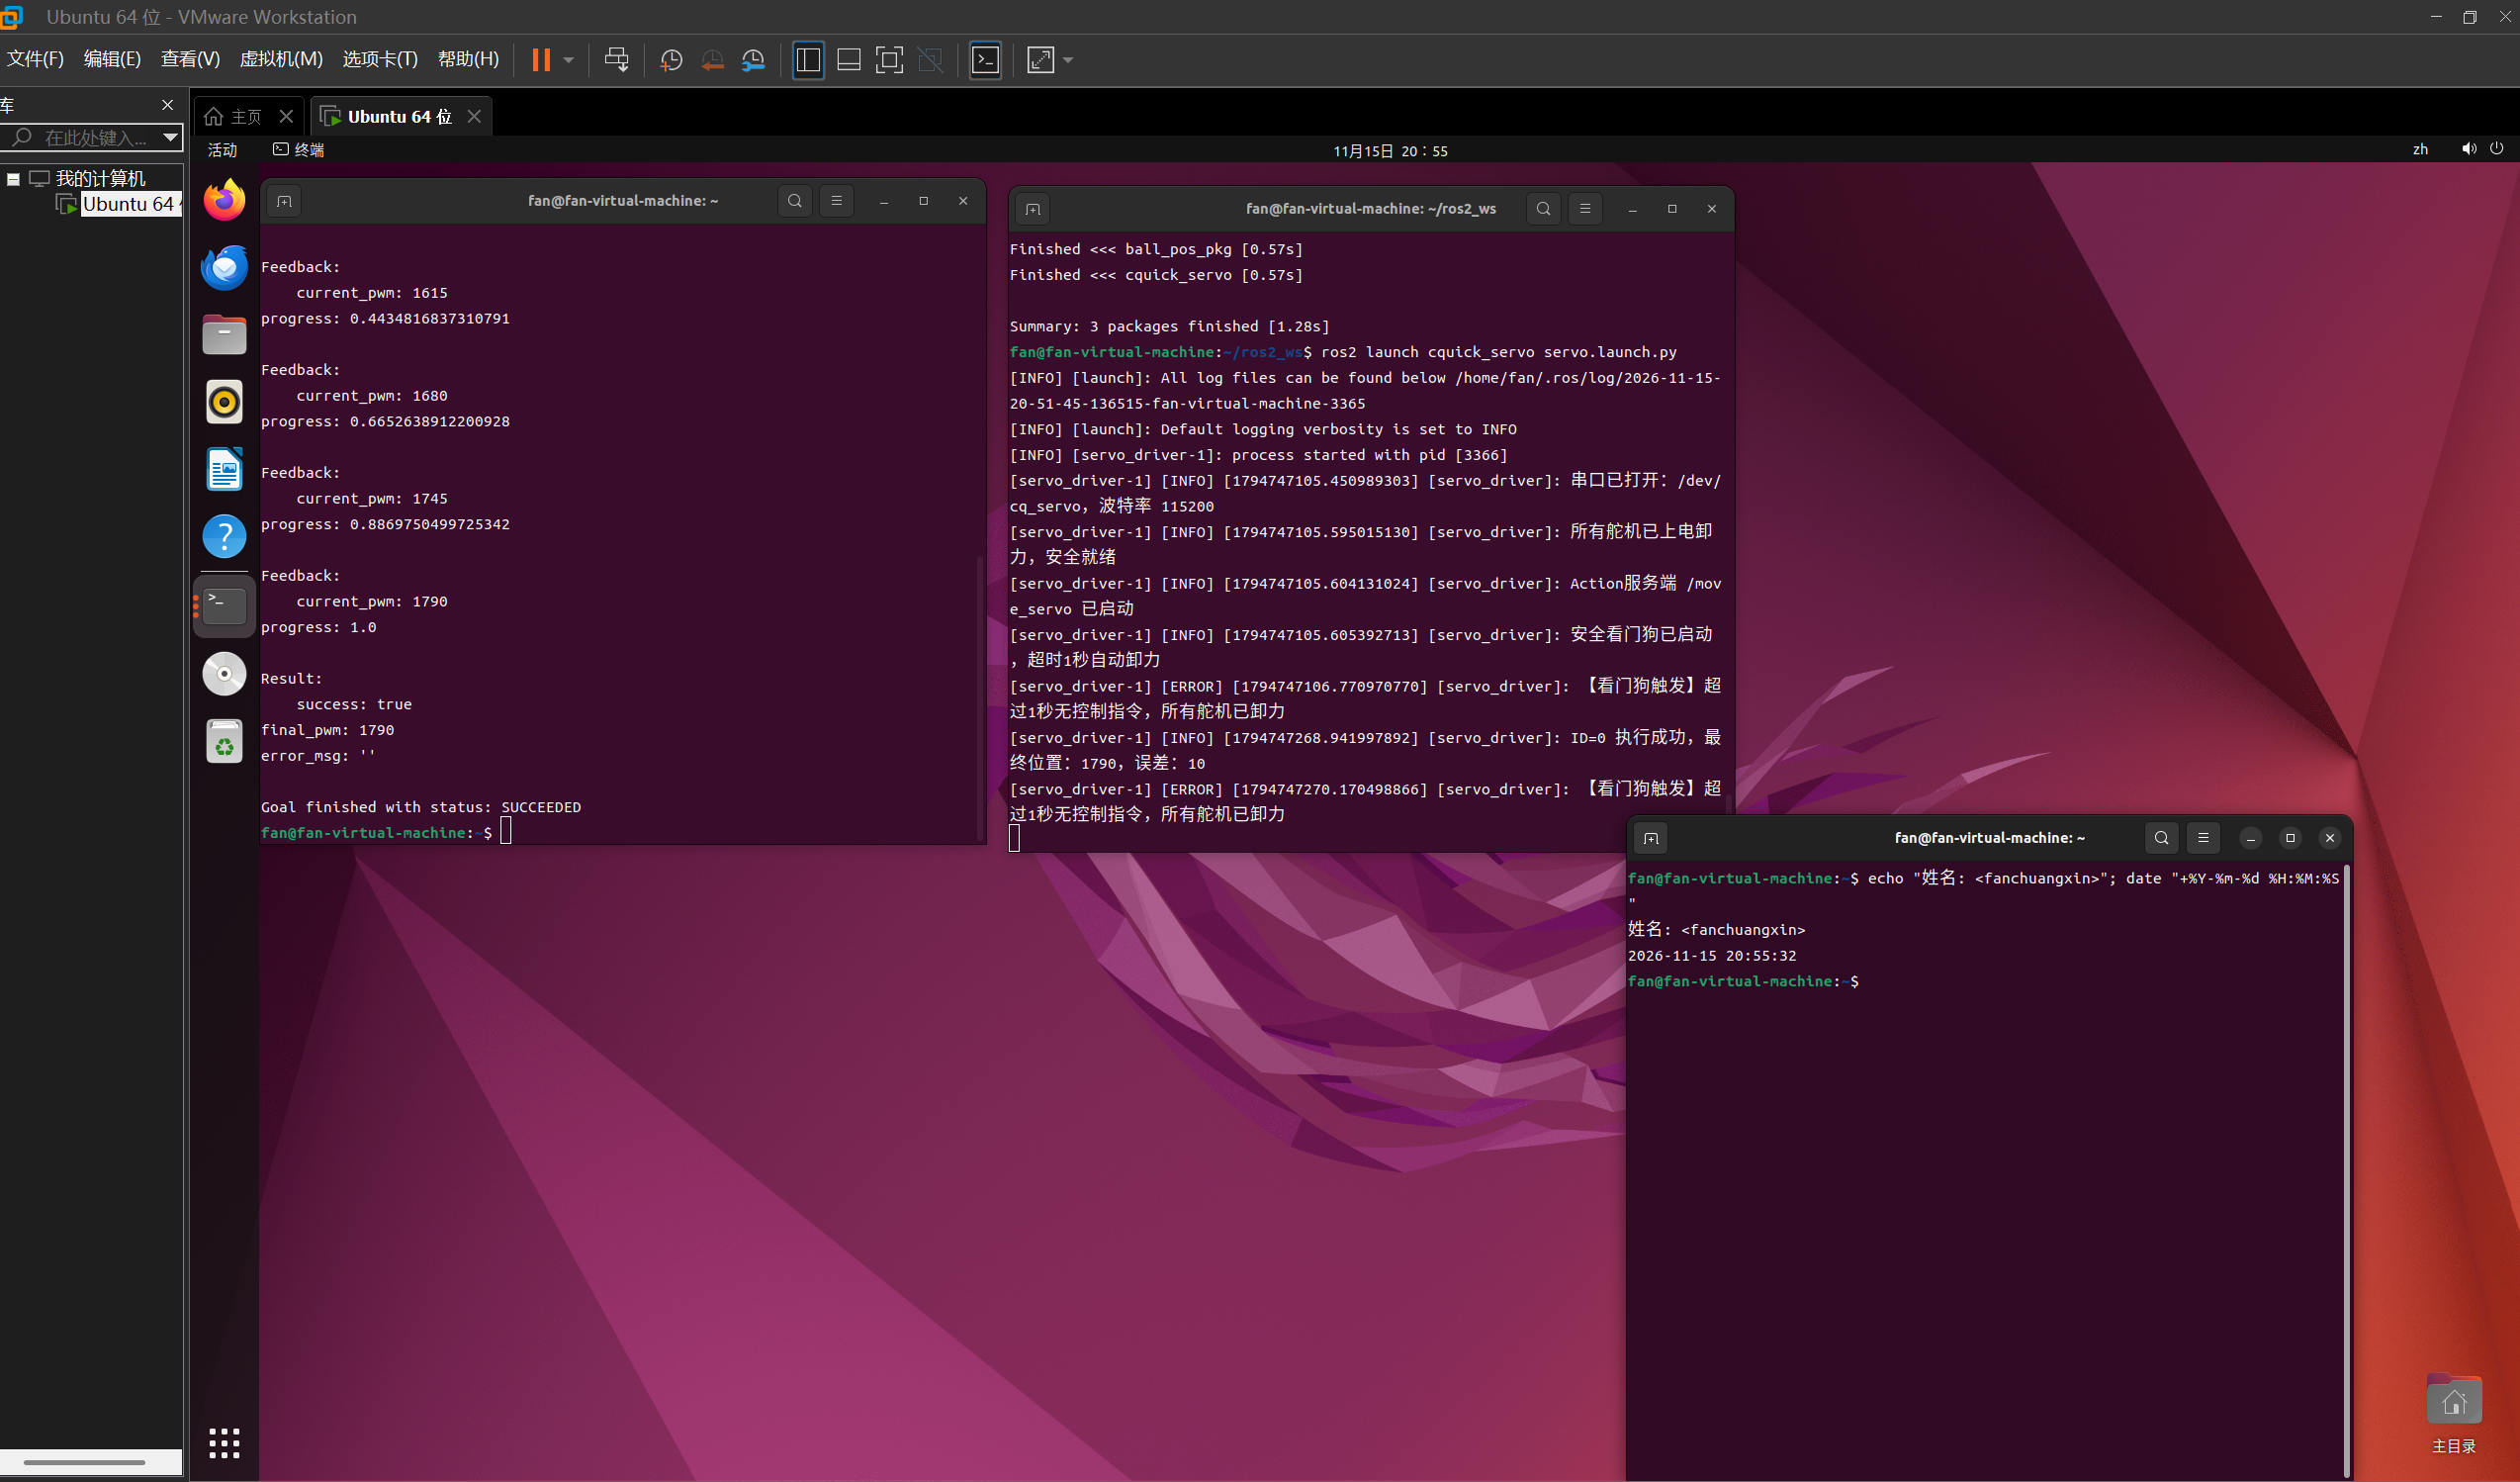 Ubuntu 64 位 - VMware Workstation
文件(F) 编辑(E) 查看(V) 虚拟机(M) 选项卡(T) 帮助(H)
库
在此处键入...
我的计算机
Ubuntu 64
主页
Ubuntu 64 位
活动 终端
11月15日 20：55
zh
fan@fan-virtual-machine: ~
Feedback:
current_pwm: 1615
progress: 0.4434816837310791
Feedback:
current_pwm: 1680
progress: 0.6652638912200928
Feedback:
current_pwm: 1745
progress: 0.8869750499725342
Feedback:
current_pwm: 1790
progress: 1.0
Result:
success: true
final_pwm: 1790
error_msg: ''
Goal finished with status: SUCCEEDED
fan@fan-virtual-machine:~$
fan@fan-virtual-machine: ~/ros2_ws
Finished <<< ball_pos_pkg [0.57s]
Finished <<< cquick_servo [0.57s]
Summary: 3 packages finished [1.28s]
fan@fan-virtual-machine:~/ros2_ws$ ros2 launch cquick_servo servo.launch.py
[INFO] [launch]: All log files can be found below /home/fan/.ros/log/2026-11-15-
20-51-45-136515-fan-virtual-machine-3365
[INFO] [launch]: Default logging verbosity is set to INFO
[INFO] [servo_driver-1]: process started with pid [3366]
[servo_driver-1] [INFO] [1794747105.450989303] [servo_driver]: 串口已打开：/dev/
cq_servo，波特率 115200
[servo_driver-1] [INFO] [1794747105.595015130] [servo_driver]: 所有舵机已上电卸
力，安全就绪
[servo_driver-1] [INFO] [1794747105.604131024] [servo_driver]: Action服务端 /mov
e_servo 已启动
[servo_driver-1] [INFO] [1794747105.605392713] [servo_driver]: 安全看门狗已启动
，超时1秒自动卸力
[servo_driver-1] [ERROR] [1794747106.770970770] [servo_driver]: 【看门狗触发】超
过1秒无控制指令，所有舵机已卸力
[servo_driver-1] [INFO] [1794747268.941997892] [servo_driver]: ID=0 执行成功，最
终位置：1790，误差：10
[servo_driver-1] [ERROR] [1794747270.170498866] [servo_driver]: 【看门狗触发】超
过1秒无控制指令，所有舵机已卸力
fan@fan-virtual-machine: ~
fan@fan-virtual-machine:~$ echo "姓名: <fanchuangxin>"; date "+%Y-%m-%d %H:%M:%S
"
姓名: <fanchuangxin>
2026-11-15 20:55:32
fan@fan-virtual-machine:~$
主目录